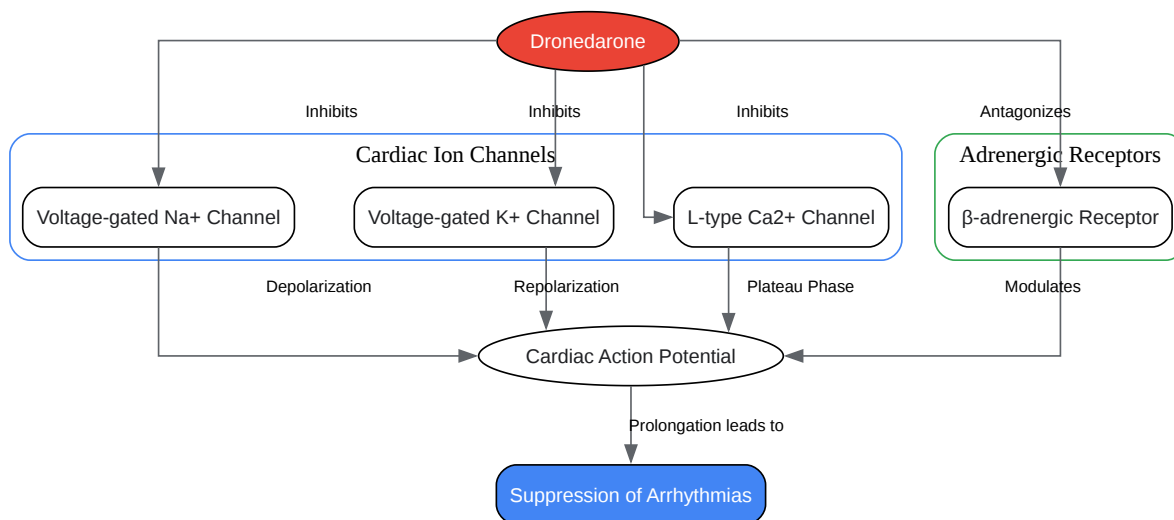 Dronedarone
Inhibits
Inhibits
Inhibits
Antagonizes
Cardiac Ion Channels
Adrenergic Receptors
Voltage-gated Na+ Channel
Voltage-gated K+ Channel
L-type Ca2+ Channel
β-adrenergic Receptor
Depolarization
Repolarization
Plateau Phase
Modulates
Cardiac Action Potential
Prolongation leads to
Suppression of Arrhythmias